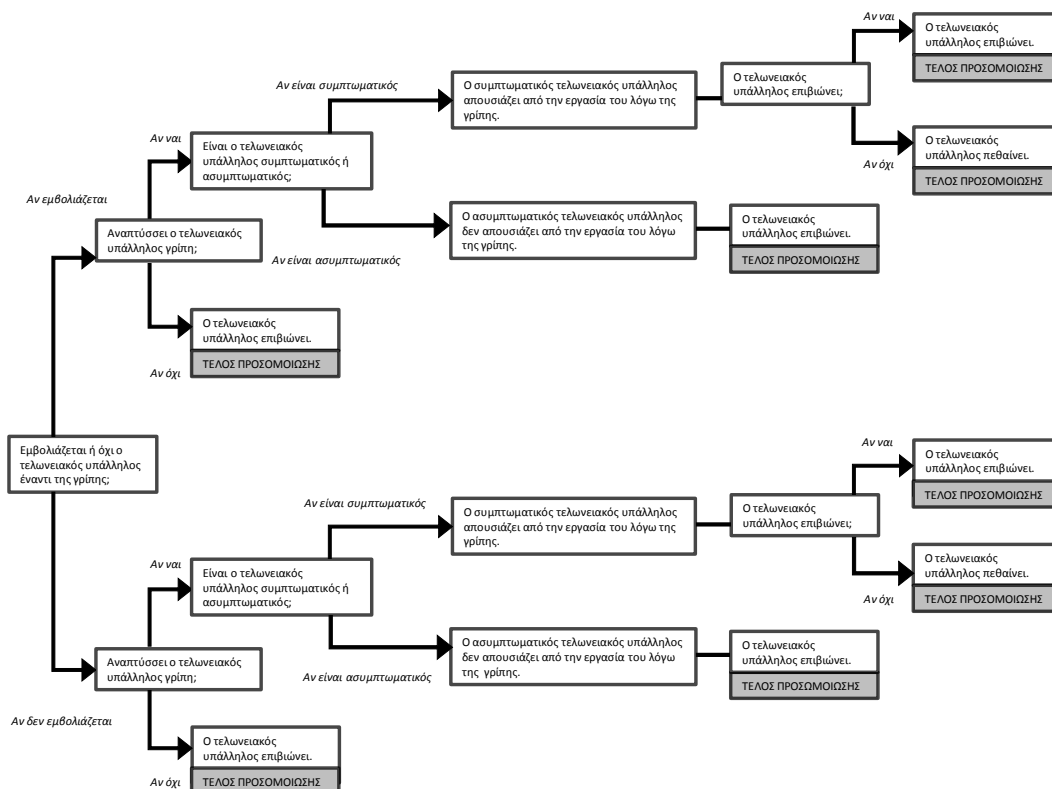 Αν ναι
Ο τελωνειακός
υπάλληλος επιβιώνει.
ΤΕΛΟΣ ΠΡΟΣΟΜΟΙΩΣΗΣ
Αν είναι συμπτωματικός
Ο συμπτωματικός τελωνειακός υπάλληλος
απουσιάζει από την εργασία του λόγω της
γρίπης.
Ο τελωνειακός
υπάλληλος επιβιώνει;
Αν ναι
Είναι ο τελωνειακός
υπάλληλος συμπτωματικός ή
ασυμπτωματικός;
Ο τελωνειακός
υπάλληλος πεθαίνει.
Αν όχι
ΤΕΛΟΣ ΠΡΟΣΟΜΟΙΩΣΗΣ
Αν εμβολιάζεται
Αναπτύσσει ο τελωνειακός
υπάλληλος γρίπη;
Ο ασυμπτωματικός τελωνειακός υπάλληλος
δεν απουσιάζει από την εργασία του λόγω
της γρίπης.
Ο τελωνειακός
υπάλληλος επιβιώνει.
ΤΕΛΟΣ ΠΡΟΣΟΜΟΙΩΣΗΣ
Αν είναι ασυμπτωματικός
Ο τελωνειακός
υπάλληλος επιβιώνει.
ΤΕΛΟΣ ΠΡΟΣΟΜΟΙΩΣΗΣ
Αν όχι
Εμβολιάζεται ή όχι ο
τελωνειακός υπάλληλος
έναντι της γρίπης;
Αν ναι
Ο τελωνειακός
υπάλληλος επιβιώνει.
ΤΕΛΟΣ ΠΡΟΣΟΜΟΙΩΣΗΣ
Αν είναι συμπτωματικός
Ο συμπτωματικός τελωνειακός υπάλληλος
απουσιάζει από την εργασία του λόγω της
γρίπης.
Ο τελωνειακός
υπάλληλος επιβιώνει;
Αν ναι
Είναι ο τελωνειακός
υπάλληλος συμπτωματικός ή
ασυμπτωματικός;
Ο τελωνειακός
υπάλληλος πεθαίνει.
Αν όχι
ΤΕΛΟΣ ΠΡΟΣΟΜΟΙΩΣΗΣ
Αναπτύσσει ο τελωνειακός
υπάλληλος γρίπη;
Ο ασυμπτωματικός τελωνειακός υπάλληλος
δεν απουσιάζει από την εργασία του λόγω
της γρίπης.
Ο τελωνειακός
υπάλληλος επιβιώνει.
ΤΕΛΟΣ ΠΡΟΣΩΜΟΙΩΣΗΣ
Αν είναι ασυμπτωματικός
Αν δεν εμβολιάζεται
Ο τελωνειακός
υπάλληλος επιβιώνει.
Αν όχι
ΤΕΛΟΣ ΠΡΟΣΟΜΟΙΩΣΗΣ